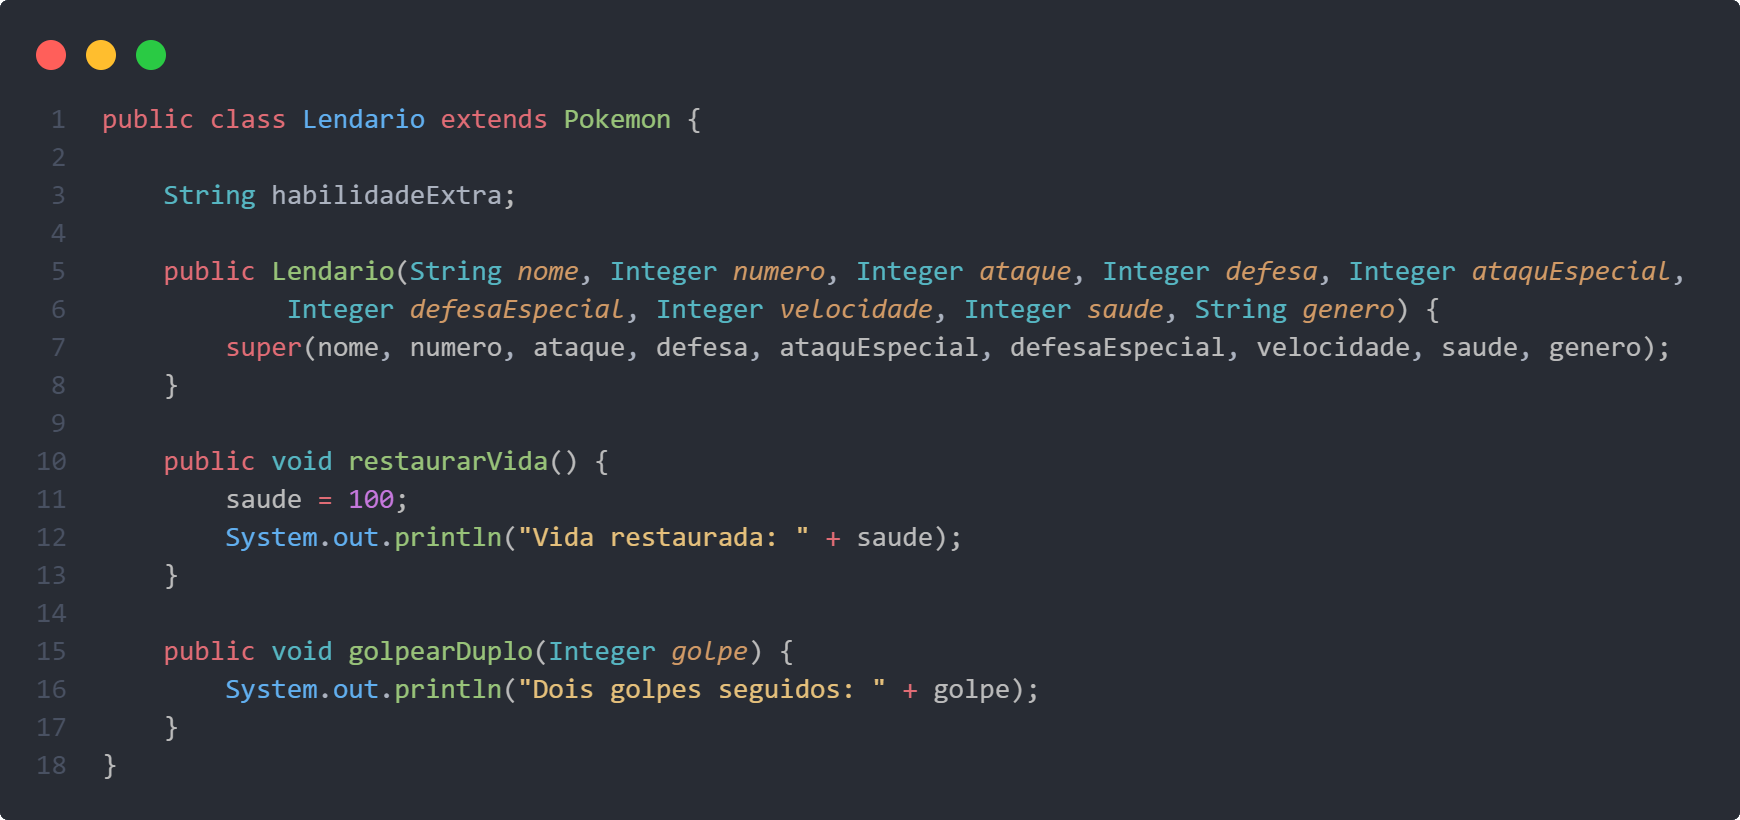 1 public class Lendario extends Pokemon {
2
3     String habilidadeExtra;
4
5     public Lendario(String nome, Integer numero, Integer ataque, Integer defesa, Integer ataquEspecial,
6             Integer defesaEspecial, Integer velocidade, Integer saude, String genero) {
7         super(nome, numero, ataque, defesa, ataquEspecial, defesaEspecial, velocidade, saude, genero);
8     }
9
10     public void restaurarVida() {
11         saude = 100;
12         System.out.println("Vida restaurada: " + saude);
13     }
14
15     public void golpearDuplo(Integer golpe) {
16         System.out.println("Dois golpes seguidos: " + golpe);
17     }
18 }